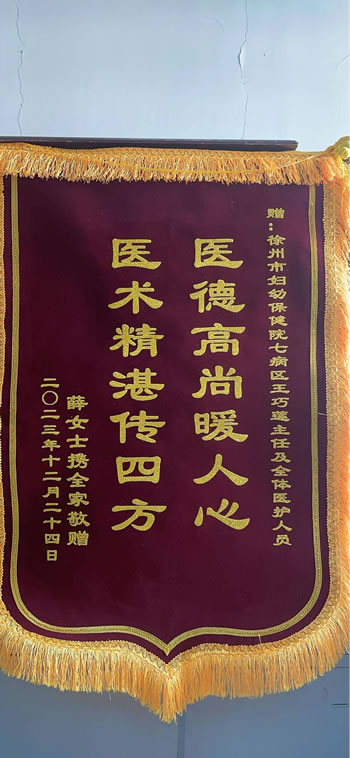 赠：徐州市妇幼保健院七病区王巧莲主任及全体医护人员
医德高尚暖人心
医术精湛传四方
薛女士携全家敬赠
二〇二三年十二月二十四日